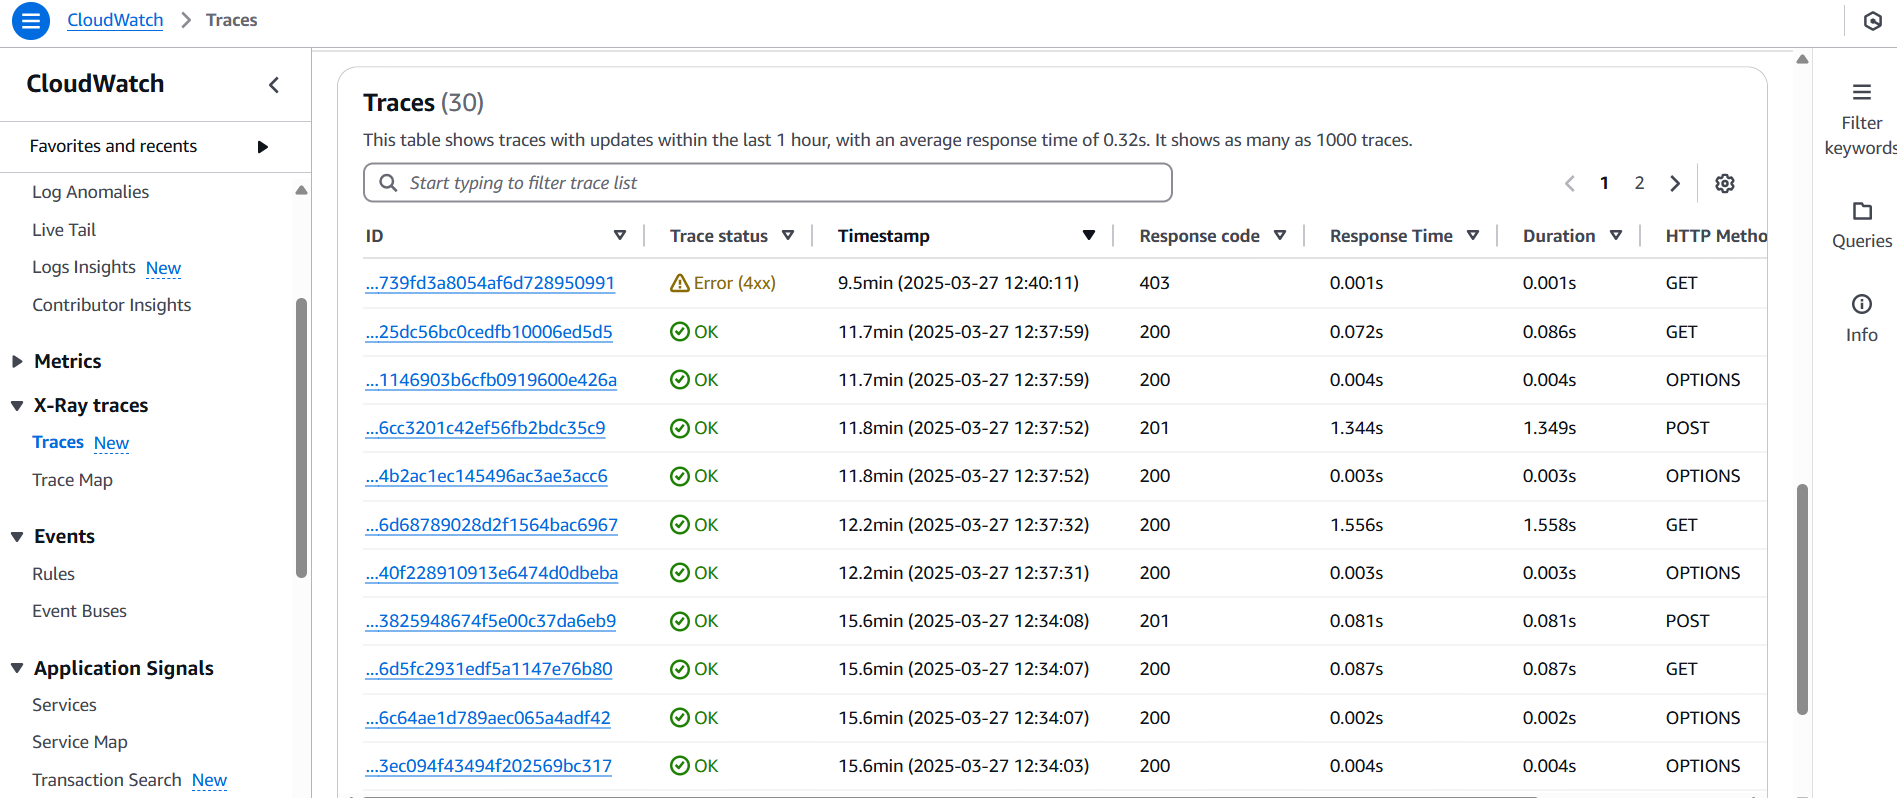 CloudWatch > Traces
CloudWatch
Favorites and recents
Log Anomalies
Live Tail
Logs Insights New
Contributor Insights
Metrics
X-Ray traces
Traces New
Trace Map
Events
Rules
Event Buses
Application Signals
Services
Service Map
Transaction Search New
Traces (30)
This table shows traces with updates within the last 1 hour, with an average response time of 0.32s. It shows as many as 1000 traces.
Start typing to filter trace list
1 2
ID Trace status Timestamp Response code Response Time Duration HTTP Metho
...739fd3a8054af6d728950991 Error (4xx) 9.5min (2025-03-27 12:40:11) 403 0.001s 0.001s GET
...25dc56bc0cedfb10006ed5d5 OK 11.7min (2025-03-27 12:37:59) 200 0.072s 0.086s GET
...1146903b6cfb0919600e426a OK 11.7min (2025-03-27 12:37:59) 200 0.004s 0.004s OPTIONS
...6cc3201c42ef56fb2bdc35c9 OK 11.8min (2025-03-27 12:37:52) 201 1.344s 1.349s POST
...4b2ac1ec145496ac3ae3acc6 OK 11.8min (2025-03-27 12:37:52) 200 0.003s 0.003s OPTIONS
...6d68789028d2f1564bac6967 OK 12.2min (2025-03-27 12:37:32) 200 1.556s 1.558s GET
...40f228910913e6474d0dbeba OK 12.2min (2025-03-27 12:37:31) 200 0.003s 0.003s OPTIONS
...3825948674f5e00c37da6eb9 OK 15.6min (2025-03-27 12:34:08) 201 0.081s 0.081s POST
...6d5fc2931edf5a1147e76b80 OK 15.6min (2025-03-27 12:34:07) 200 0.087s 0.087s GET
...6c64ae1d789aec065a4adf42 OK 15.6min (2025-03-27 12:34:07) 200 0.002s 0.002s OPTIONS
...3ec094f43494f202569bc317 OK 15.6min (2025-03-27 12:34:03) 200 0.004s 0.004s OPTIONS
Filter
keywords
Queries
Info